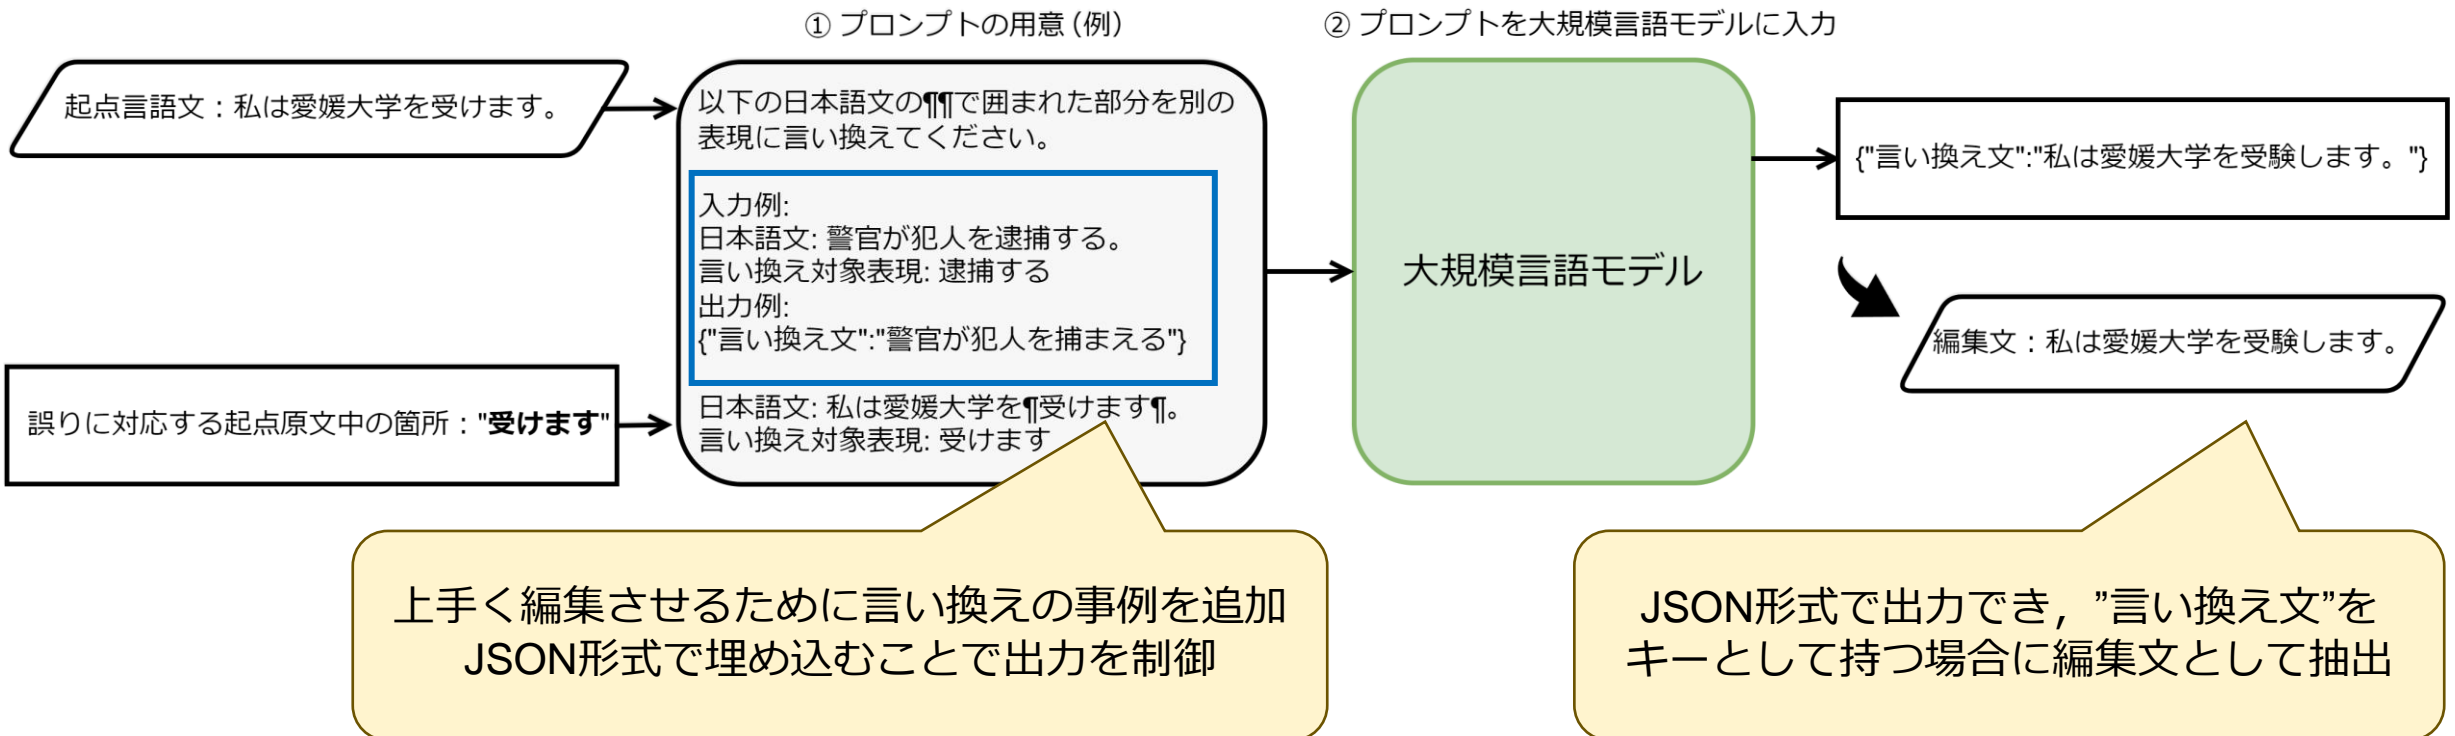 ① プロンプトの用意（例）
② プロンプトを大規模言語モデルに入力
起点言語文：私は愛媛大学を受けます。
誤りに対応する起点原文中の箇所："受けます"
以下の日本語文の¶¶で囲まれた部分を別の
表現に言い換えてください。
入力例:
日本語文: 警官が犯人を逮捕する。
言い換え対象表現: 逮捕する
出力例:
{"言い換え文":"警官が犯人を捕まえる"}
日本語文: 私は愛媛大学を¶受けます¶。
言い換え対象表現: 受けます
大規模言語モデル
{"言い換え文":"私は愛媛大学を受験します。"}
編集文：私は愛媛大学を受験します。
上手く編集させるために言い換えの事例を追加
JSON形式で埋め込むことで出力を制御
JSON形式で出力でき，”言い換え文”を
キーとして持つ場合に編集文として抽出